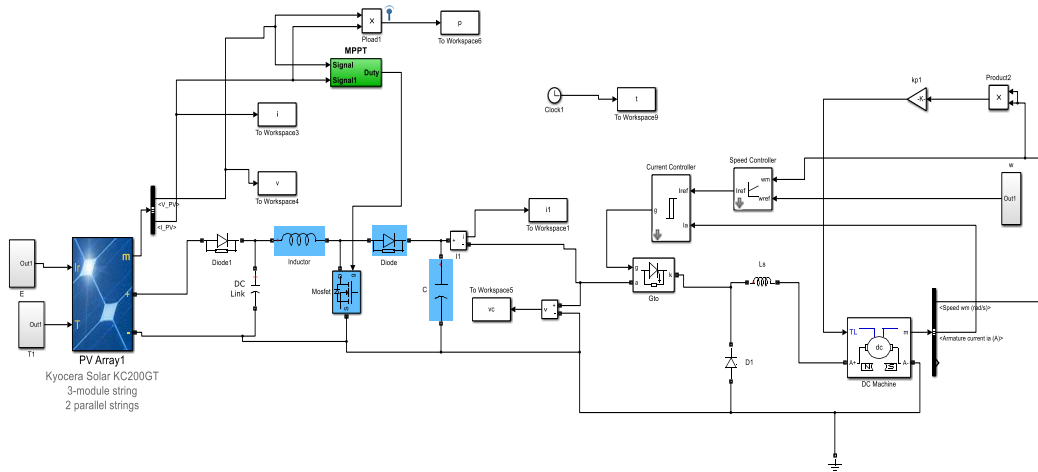 x
Pload1
p
To Workspace6
MPPT
Signal
Signal1
Duty
i
To Workspace3
v
To Workspace4
<V_PV>
<I_PV>
Clock1
t
To Workspace9
kp1
-K-
Product2
x
Current Controller
Iref
g
Ia
Speed Controller
wm
Iref
wref
w
Out1
Out1
E
Out1
T1
Ir
T
m
+
-
PV Array1
Kyocera Solar KC200GT
3-module string
2 parallel strings
Diode1
DC
Link
Inductor
Mosfet
g
S
Diode
C
+
-
i
I1
i1
To Workspace1
To Workspace5
vc
v
+
-
g
a
k
Gto
Ls
D1
TL
m
dc
A+
A-
N
S
DC Machine
<Speed wm (rad/s)>
<Armature current ia (A)>